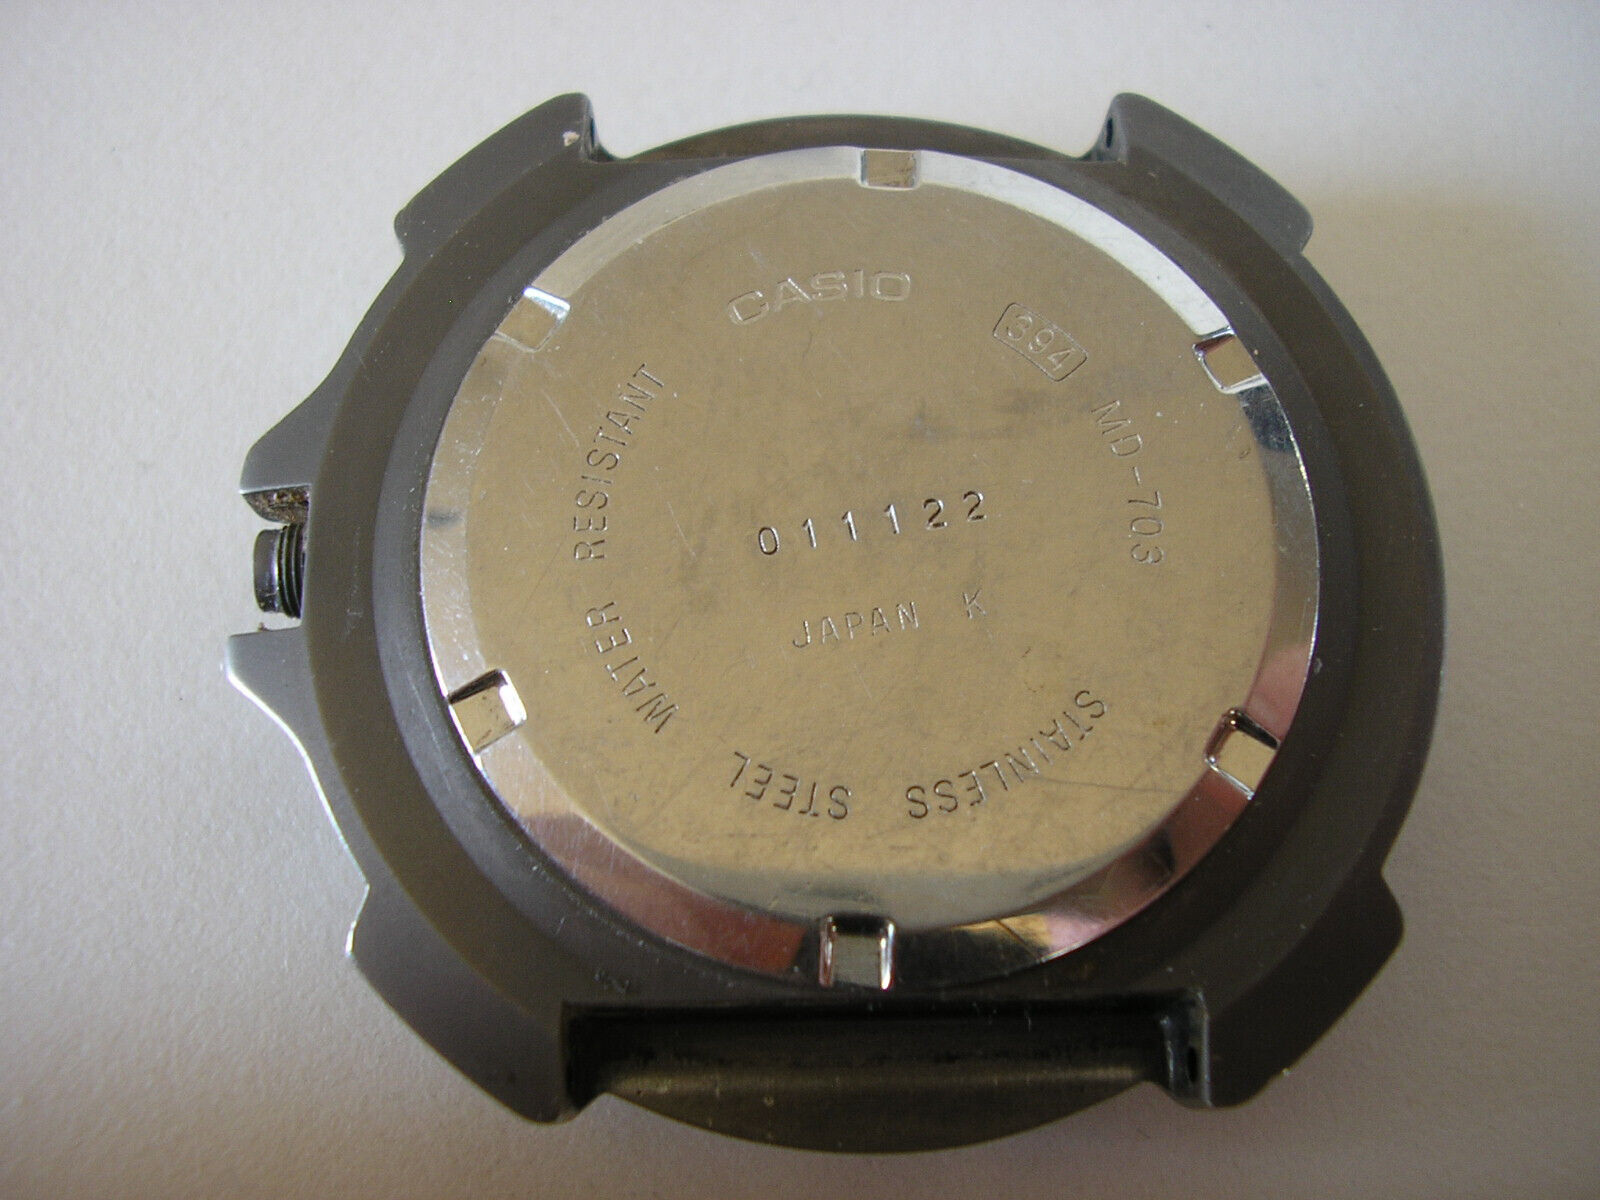 CASIO
394
MD-703
WATER RESISTANT
011122
JAPAN K
STAINLESS STEEL